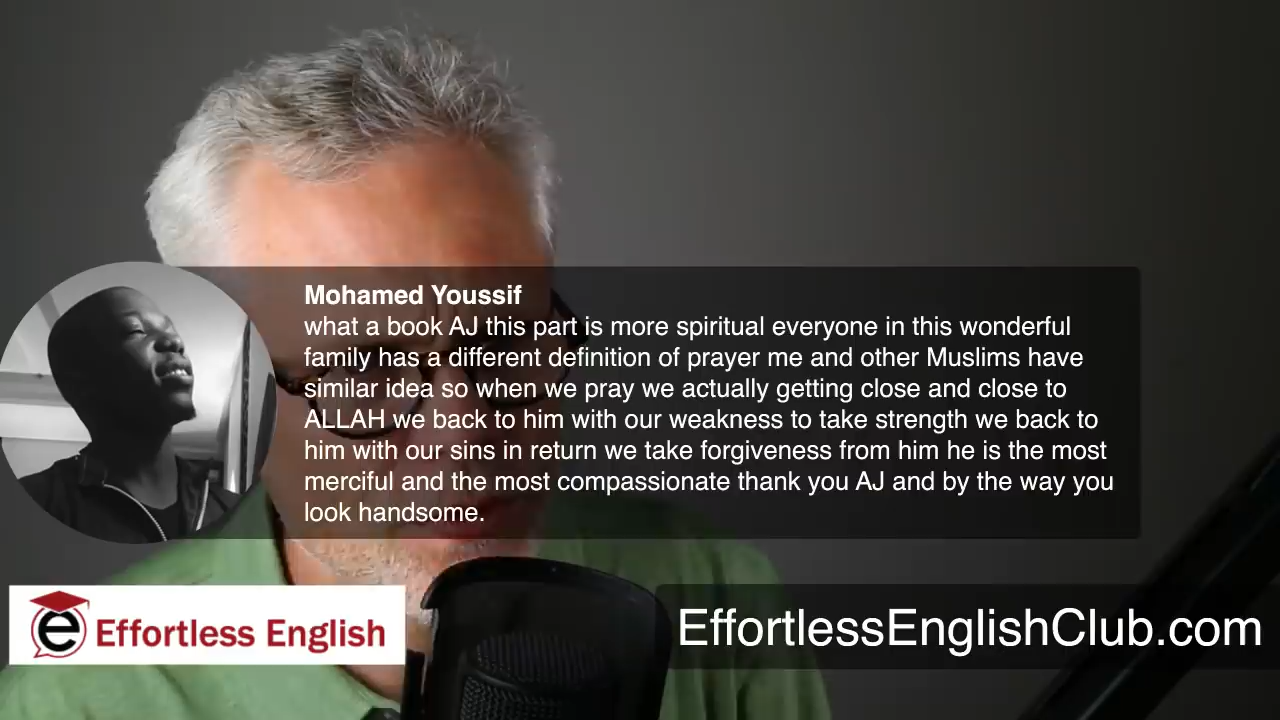 Mohamed Youssif
what a book AJ this part is more spiritual everyone in this wonderful
family has a different definition of prayer me and other Muslims have
similar idea so when we pray we actually getting close and close to
ALLAH we back to him with our weakness to take strength we back to
him with our sins in return we take forgiveness from him he is the most
merciful and the most compassionate thank you AJ and by the way you
look handsome.
e Effortless English
EffortlessEnglishClub.com